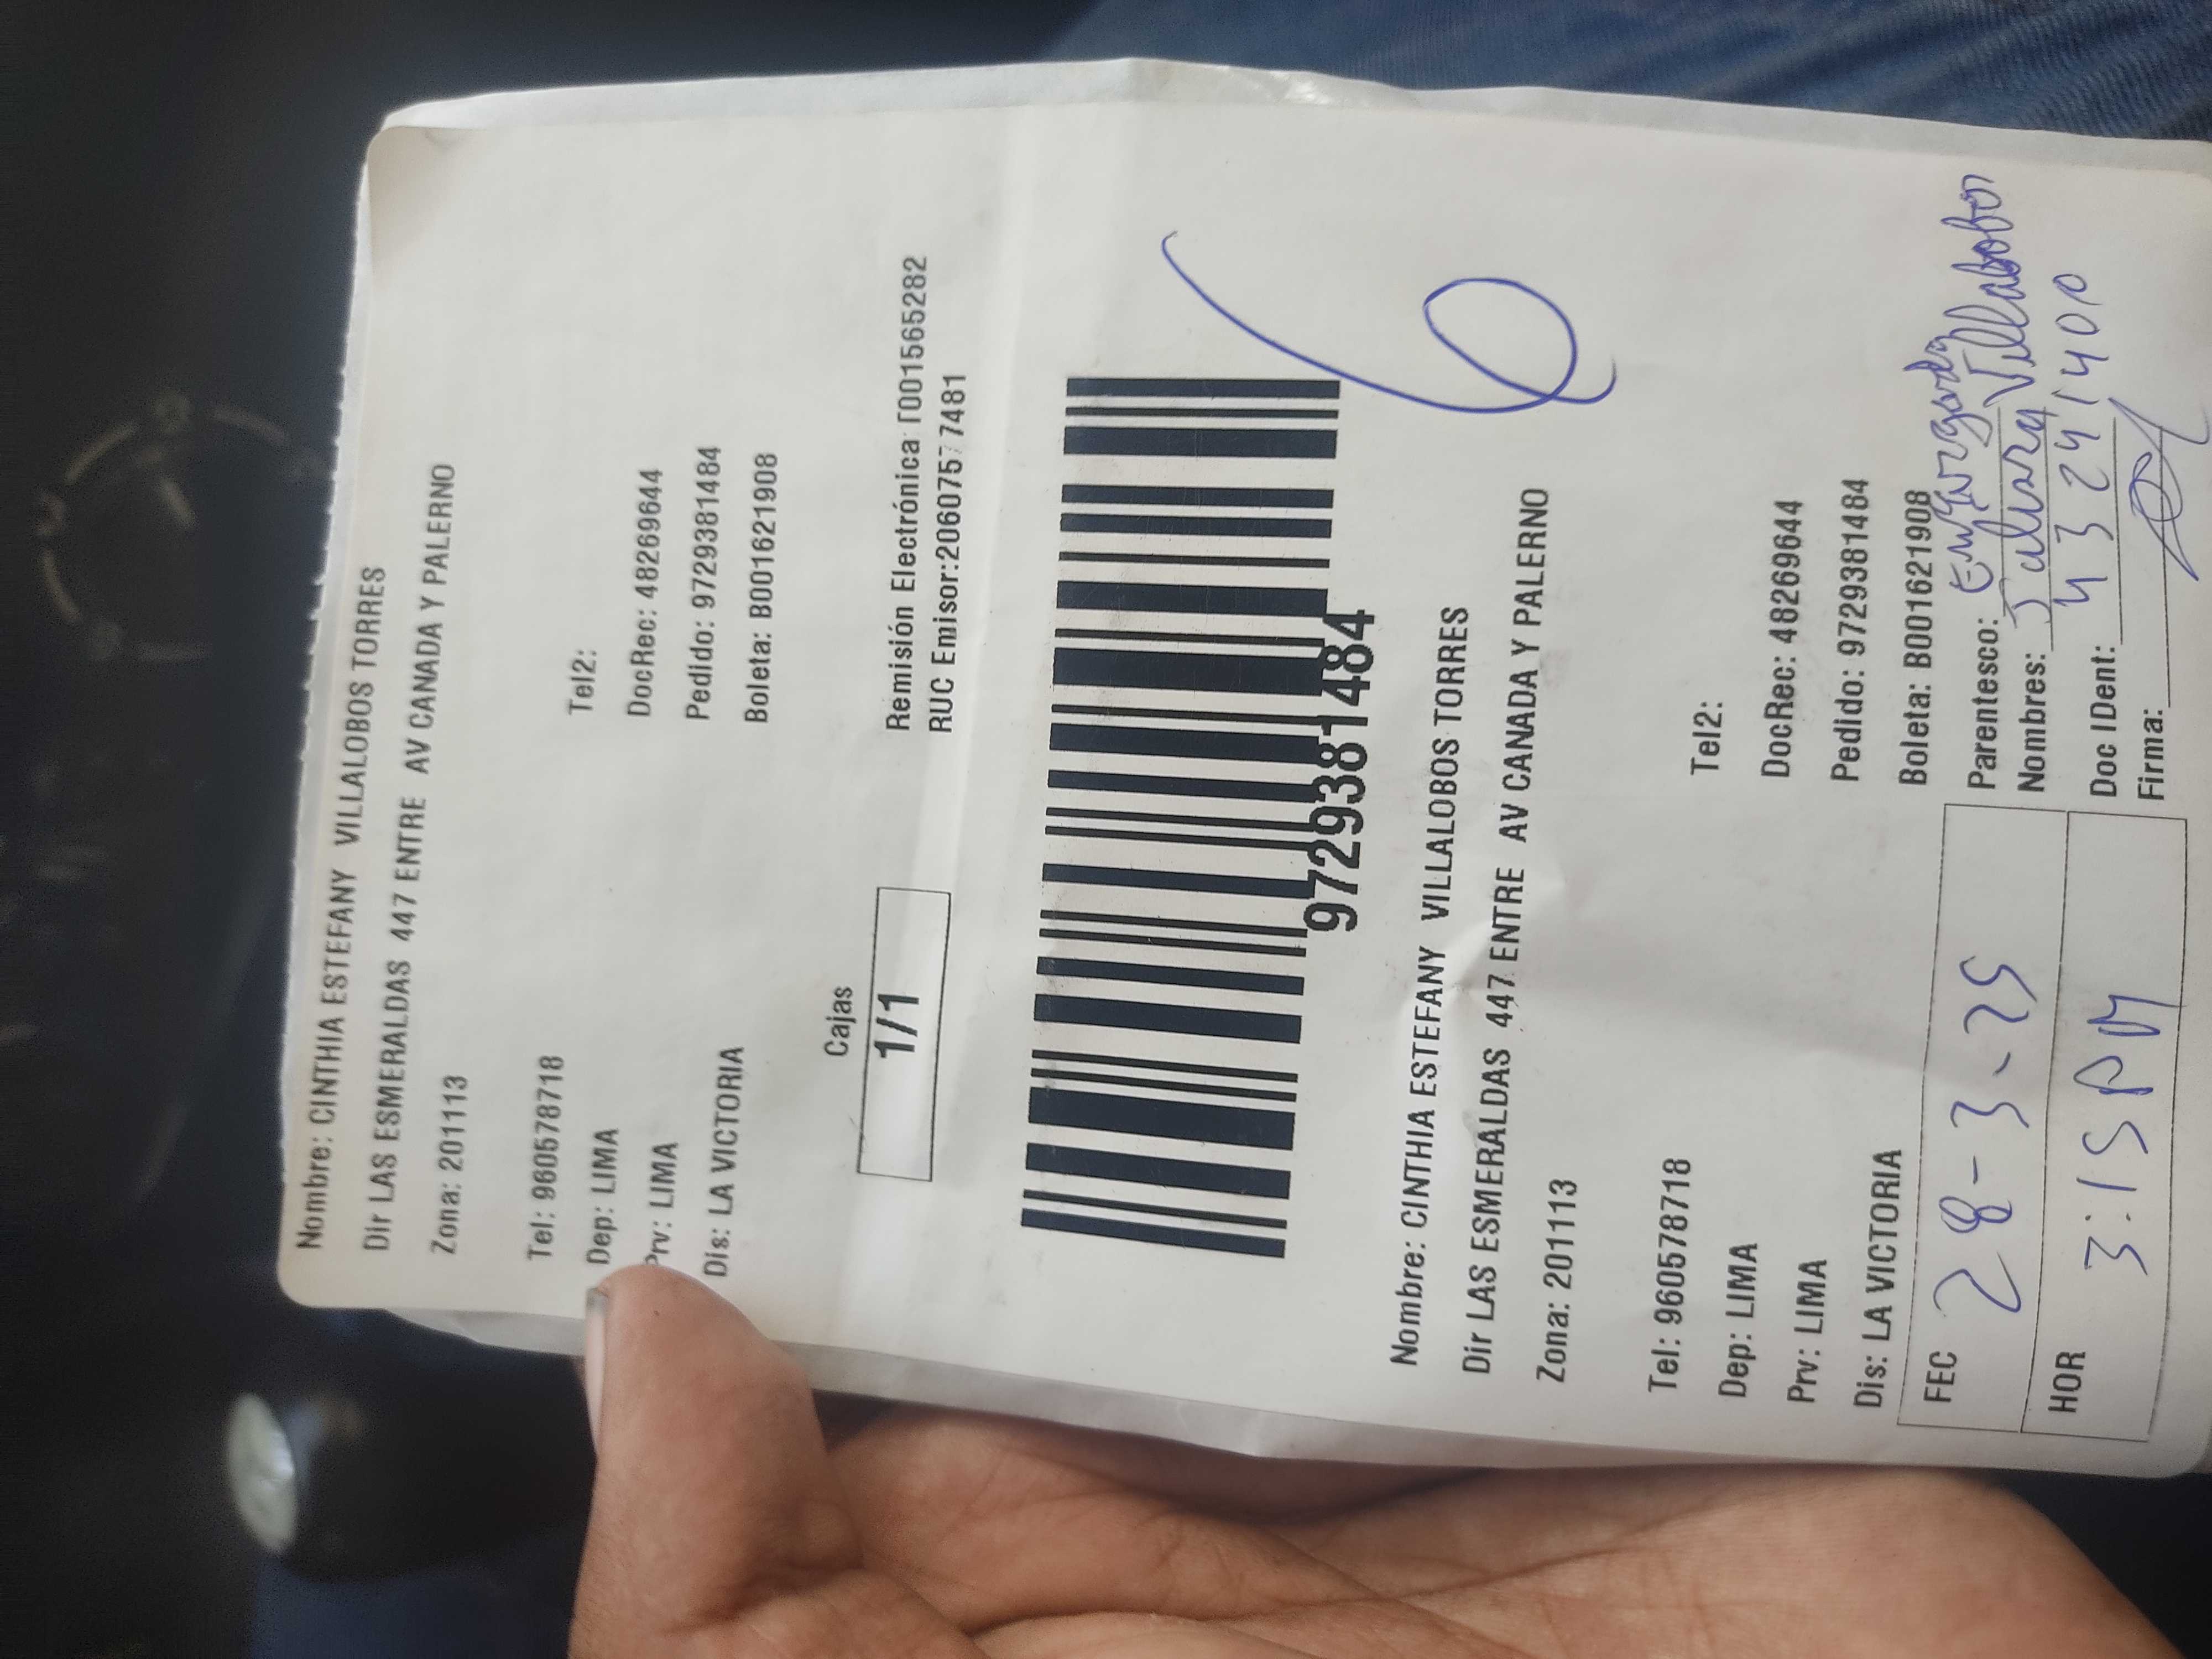 Nombre: CINTHIA ESTEFANY VILLALOBOS TORRES
Dir LAS ESMERALDAS 447 ENTRE AV CANADA Y PALERNO
Zona: 201113
Tel: 960578718 Tel2:
Dep: LIMA DocRec: 48269644
Prv: LIMA Pedido: 9729381484
Dis: LA VICTORIA Boleta: B001621908
Cajas
1/1
Remisión Electrónica T001565282
RUC Emisor:20607577481
9729381484
Nombre: CINTHIA ESTEFANY VILLALOBOS TORRES
Dir LAS ESMERALDAS 447 ENTRE AV CANADA Y PALERNO
Zona: 201113
Tel: 960578718 Tel2:
Dep: LIMA DocRec: 48269644
Prv: LIMA Pedido: 9729381484
Dis: LA VICTORIA Boleta: B001621908
FEC 28-3-25
HOR 3:15 PM
Parentesco:
Nombres: Villalobos
Doc IDent:
Firma: